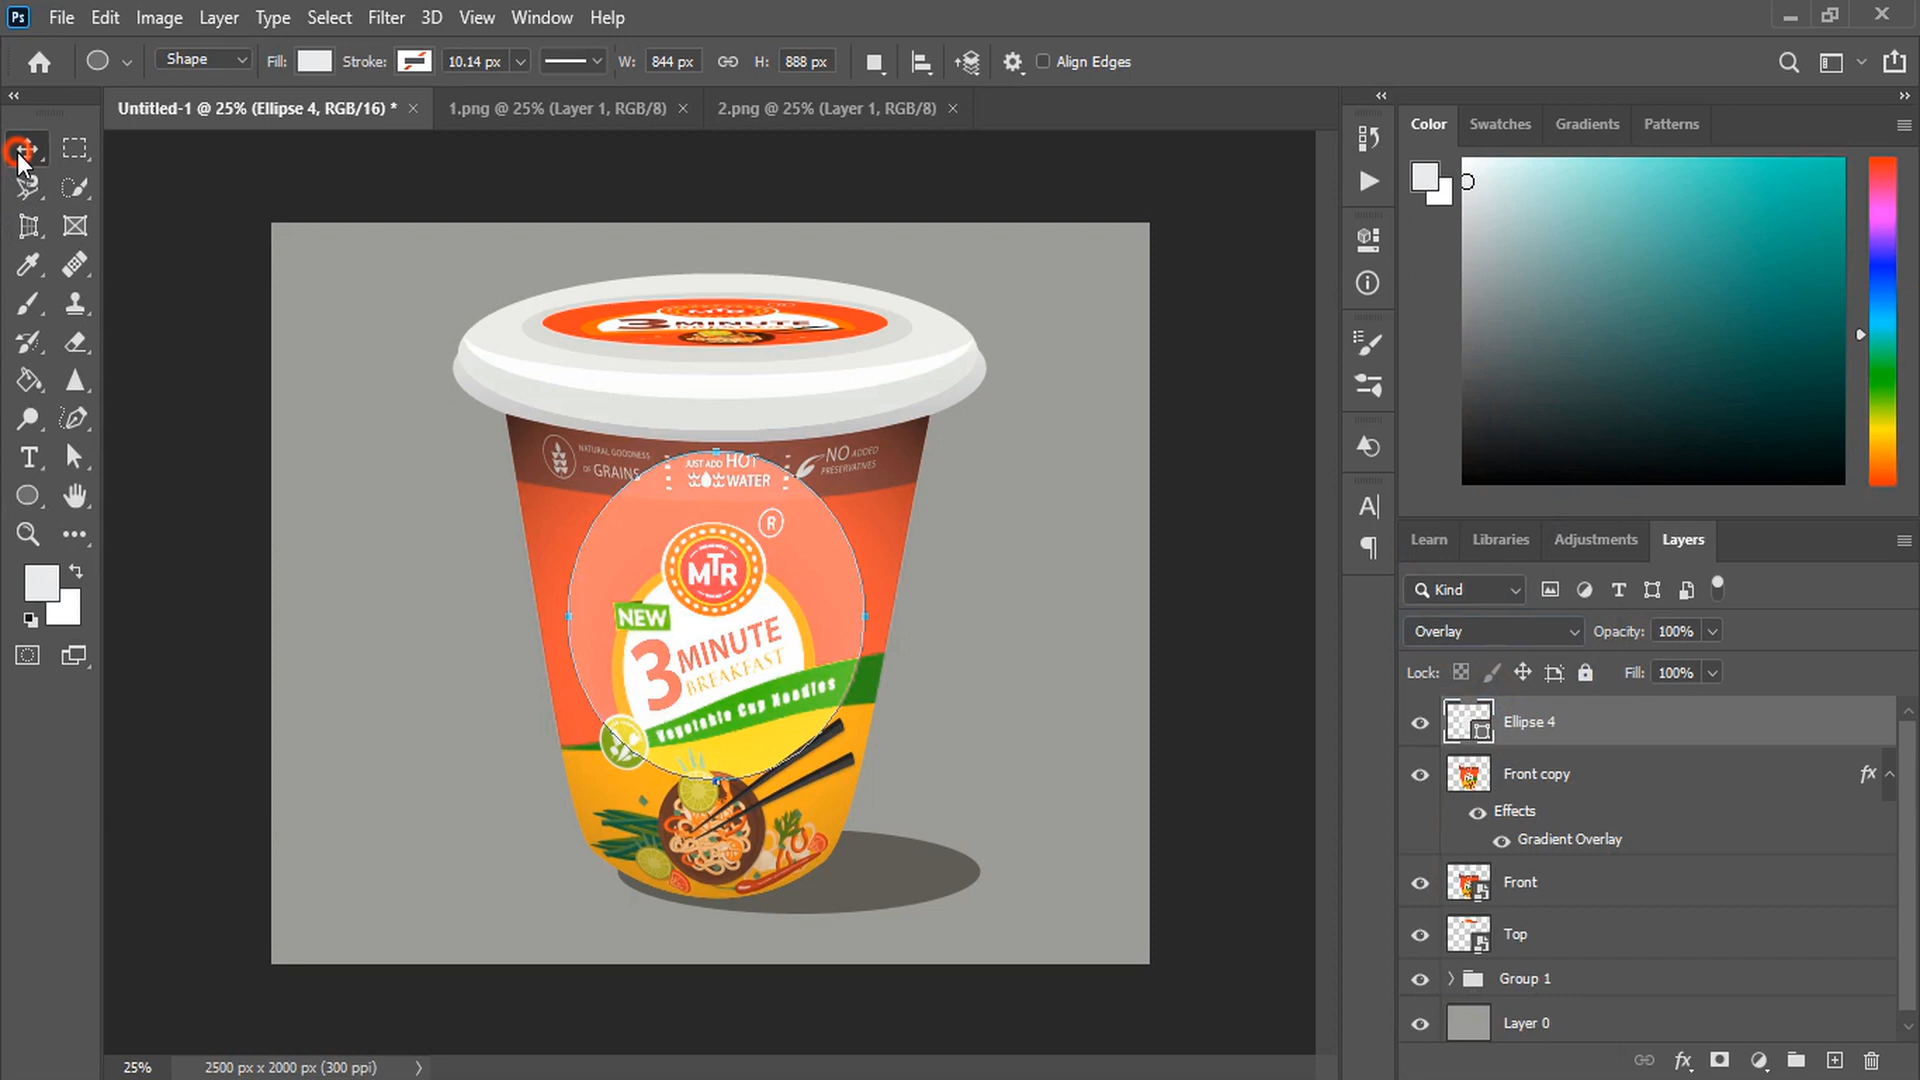 Ps File Edit Image Layer Type Select Filter 3D View Window Help
Shape Fill: Stroke: 10.14 px W: 844 px H: 888 px Align Edges
Untitled-1 @ 25% (Ellipse 4, RGB/16) * × 1.png @ 25% (Layer 1, RGB/8) × 2.png @ 25% (Layer 1, RGB/8) ×
Color Swatches Gradients Patterns
3 MINUTE
NATURAL GOODNESS
OF GRAINS
JUST ADD HOT
WATER
NO ADDED
PRESERVATIVES
R
MTR
NEW
3 MINUTE
BREAKFAST
Vegetable Cup Noodles
Learn Libraries Adjustments Layers
Kind
Overlay Opacity: 100%
Lock: Fill: 100%
Ellipse 4
Front copy fx
Effects
Gradient Overlay
Front
Top
Group 1
Layer 0
fx
25% 2500 px x 2000 px (300 ppi)